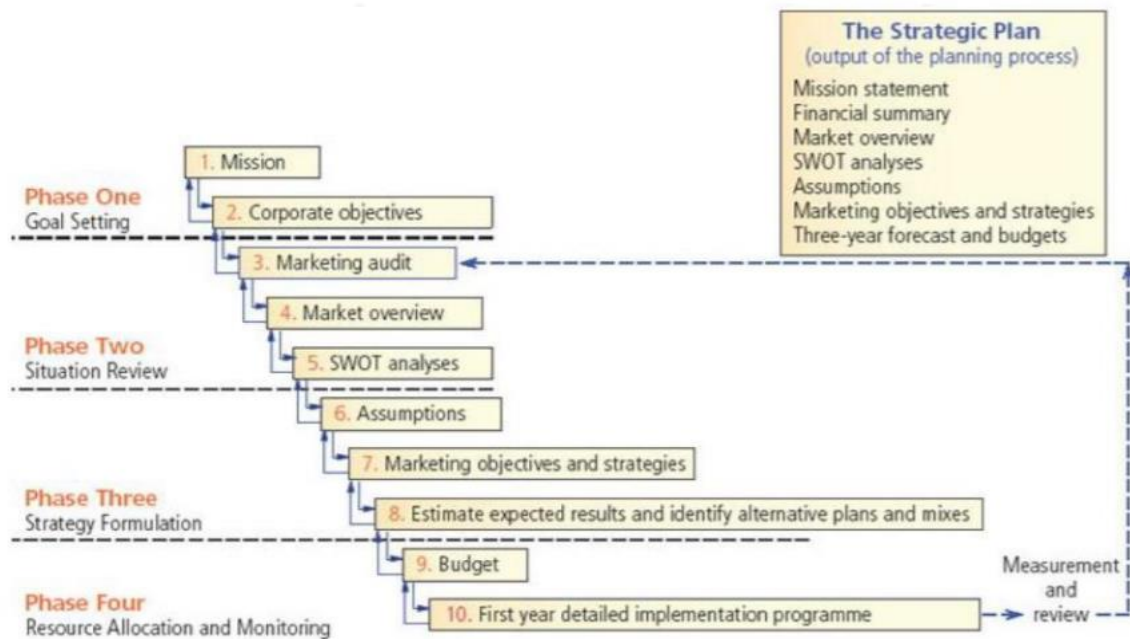 The Strategic Plan
(output of the planning process)
Mission statement
Financial summary
Market overview
SWOT analyses
Assumptions
Marketing objectives and strategies
Three-year forecast and budgets
1. Mission
Phase One
Goal Setting
2. Corporate objectives
3. Marketing audit
4. Market overview
Phase Two
Situation Review
5. SWOT analyses
6. Assumptions
7. Marketing objectives and strategies
Phase Three
Strategy Formulation
8. Estimate expected results and identify alternative plans and mixes
9. Budget
Measurement
and
review
Phase Four
Resource Allocation and Monitoring
10. First year detailed implementation programme